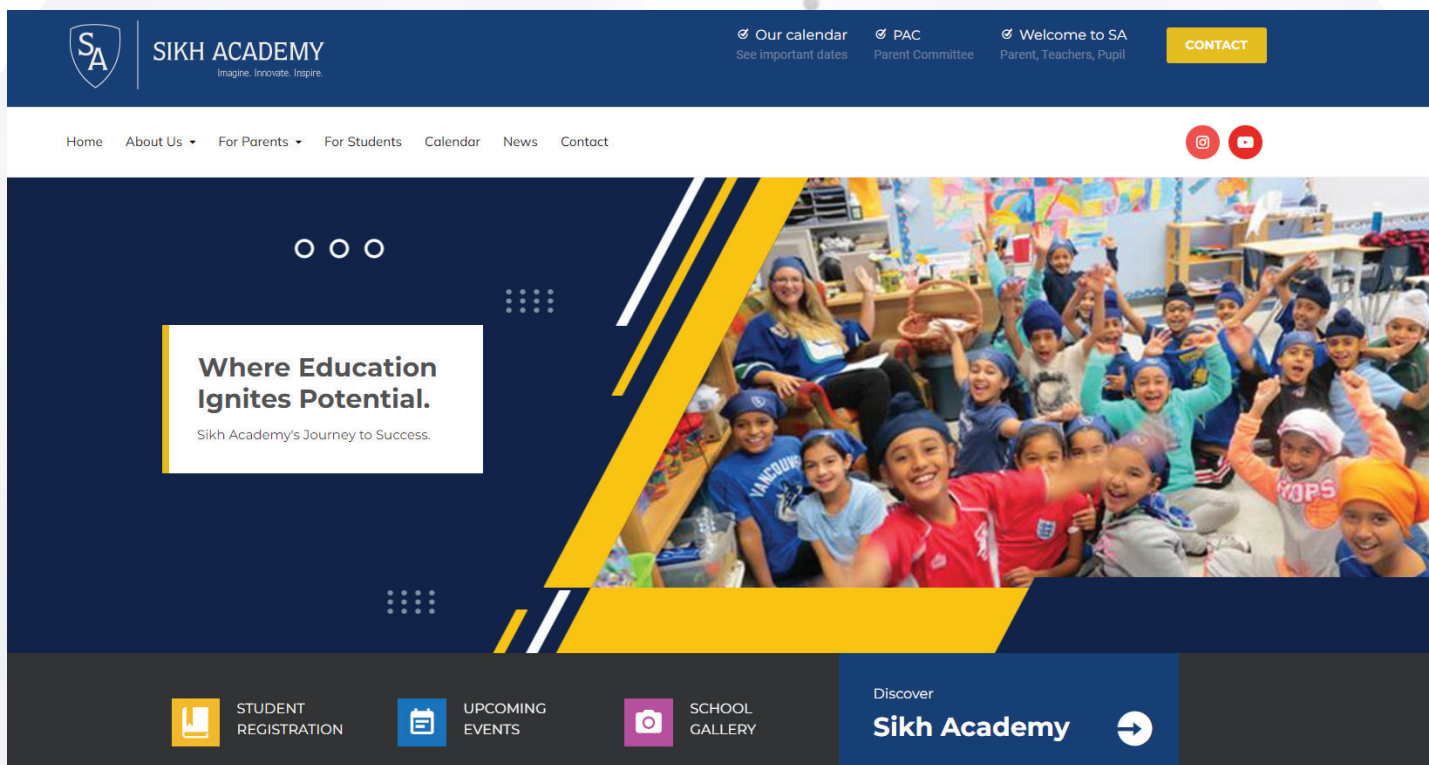 SA
SIKH ACADEMY
Imagine. Innovate. Inspire.
Our calendar
See important dates
PAC
Parent Committee
Welcome to SA
Parent, Teachers, Pupil
CONTACT
Home About Us For Parents For Students Calendar News Contact
Where Education
Ignites Potential.
Sikh Academy's Journey to Success.
VANCOUVER
HOPS
STUDENT
REGISTRATION
UPCOMING
EVENTS
SCHOOL
GALLERY
Discover
Sikh Academy